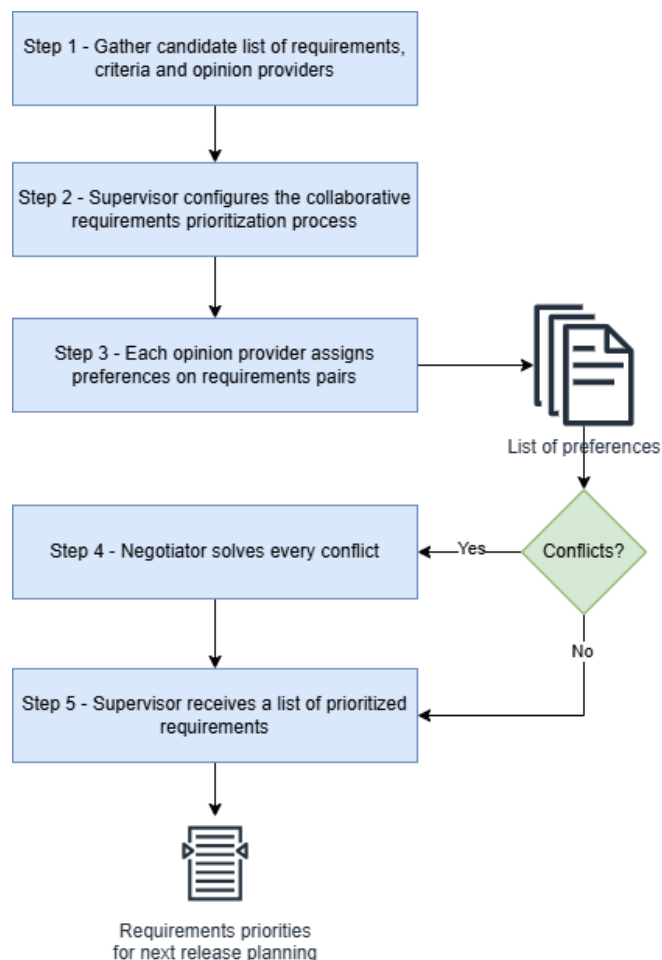 Step 1 - Gather candidate list of requirements,
criteria and opinion providers
Step 2 - Supervisor configures the collaborative
requirements prioritization process
Step 3 - Each opinion provider assigns
preferences on requirements pairs
List of preferences
Conflicts?
Yes
Step 4 - Negotiator solves every conflict
No
Step 5 - Supervisor receives a list of prioritized
requirements
Requirements priorities
for next release planning